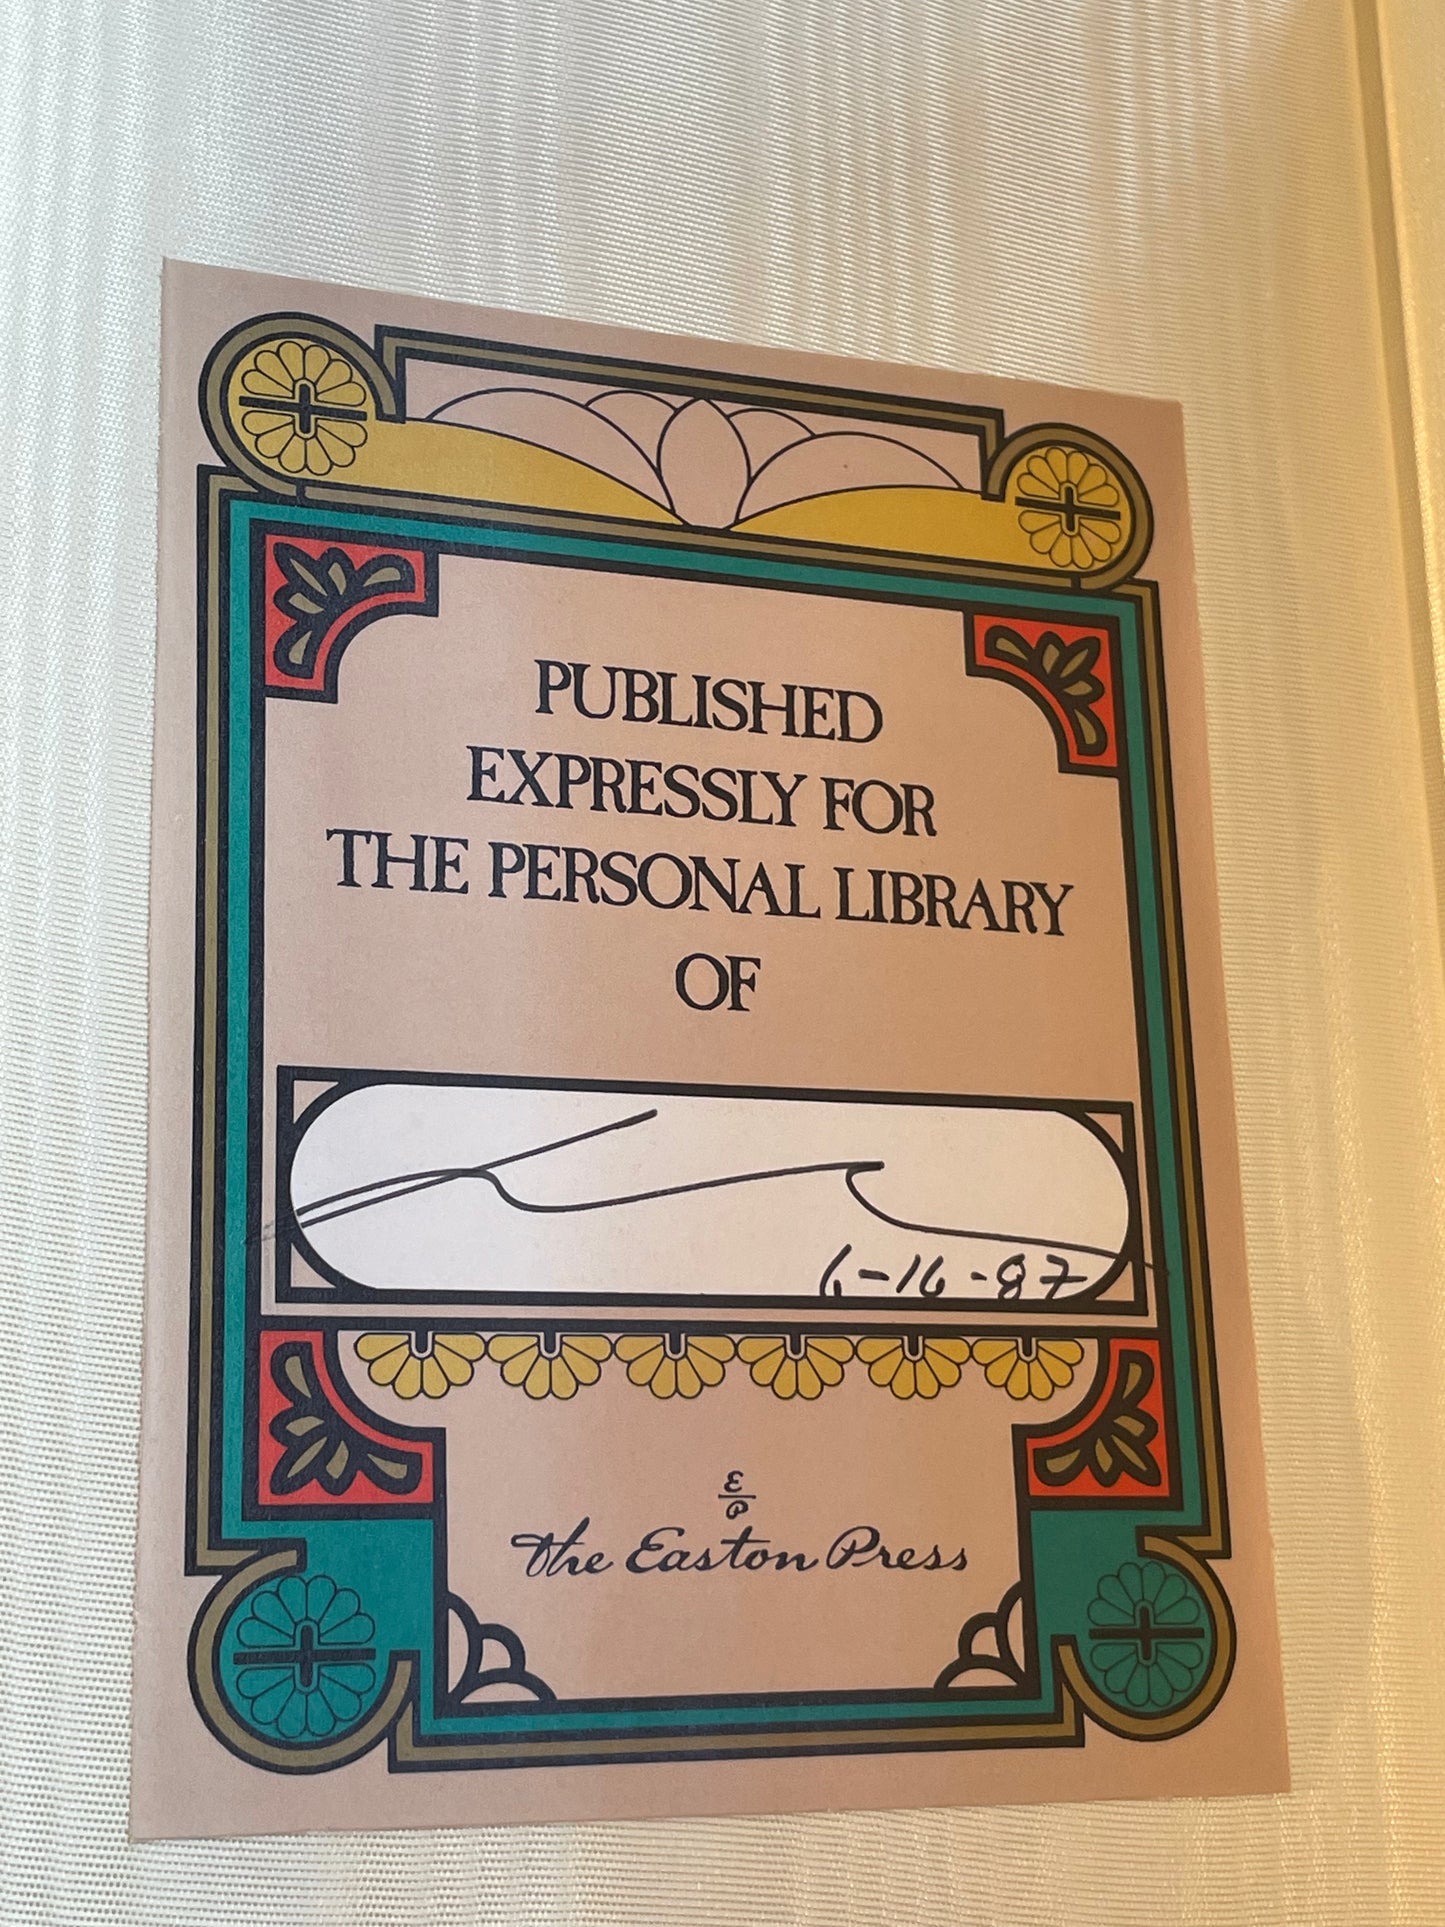 PUBLISHED
EXPRESSLY FOR
THE PERSONAL LIBRARY
OF
6-16-87
E
P
The Easton Press